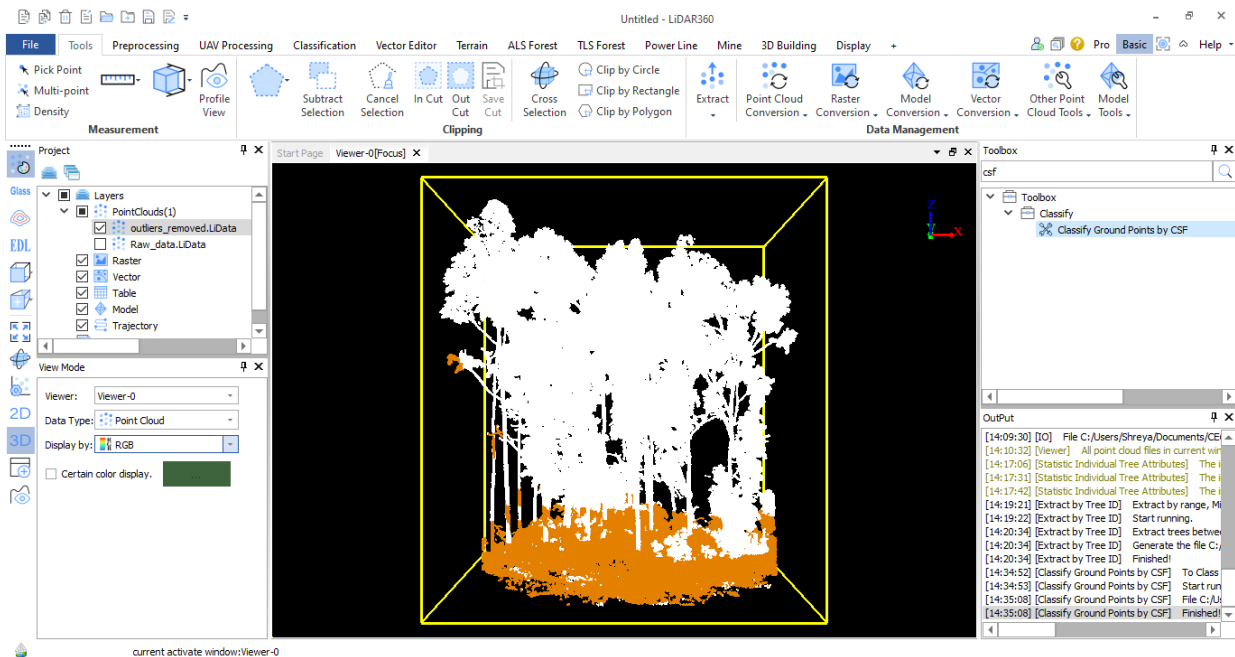 Untitled - LiDAR360
File Tools Preprocessing UAV Processing Classification Vector Editor Terrain ALS Forest TLS Forest Power Line Mine 3D Building Display + Pro Basic Help
Pick Point
Multi-point
Density
Profile View
Measurement
Subtract Selection
Cancel Selection
In Cut
Out Cut
Save Cut
Cross Selection
Clip by Circle
Clip by Rectangle
Clip by Polygon
Clipping
Extract
Point Cloud Conversion
Raster Conversion
Model Conversion
Vector Conversion
Other Point Cloud Tools
Model Tools
Data Management
Glass
EDL
2D
3D
Project
Layers
PointClouds(1)
outliers_removed.LiData
Raw_data.LiData
Raster
Vector
Table
Model
Trajectory
View Mode
Viewer: Viewer-0
Data Type: Point Cloud
Display by: RGB
Certain color display. ...
Start Page Viewer-0[Focus]
Z
X
Toolbox
csf
Toolbox
Classify
Classify Ground Points by CSF
OutPut
[14:09:30] [IO] File C:/Users/Shreya/Documents/CE
[14:10:32] [Viewer] All point cloud files in current win
[14:17:06] [Statistic Individual Tree Attributes] The i
[14:17:31] [Statistic Individual Tree Attributes] The i
[14:17:42] [Statistic Individual Tree Attributes] The i
[14:19:21] [Extract by Tree ID] Extract by range, Mi
[14:19:22] [Extract by Tree ID] Start running.
[14:20:34] [Extract by Tree ID] Extract trees betwee
[14:20:34] [Extract by Tree ID] Generate the file C:/
[14:20:34] [Extract by Tree ID] Finished!
[14:34:52] [Classify Ground Points by CSF] To Class
[14:34:53] [Classify Ground Points by CSF] Start run
[14:35:08] [Classify Ground Points by CSF] File C:/U
[14:35:08] [Classify Ground Points by CSF] Finished!
current activate window:Viewer-0